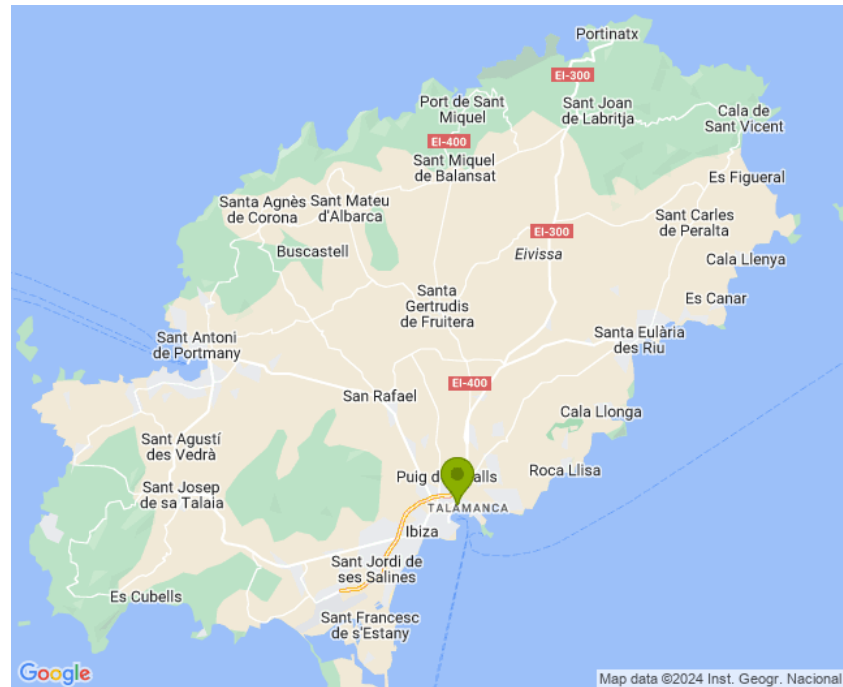 Portinatx
EI-300
Port de Sant
Miquel
Sant Joan
de Labritja
Cala de
Sant Vicent
EI-400
Sant Miquel
de Balansat
Es Figueral
Santa Agnès
de Corona
Sant Mateu
d'Albarca
Sant Carles
de Peralta
EI-300
Buscastell
Eivissa
Cala Llenya
Santa
Gertrudis
de Fruitera
Es Canar
Sant Antoni
de Portmany
Santa Eulària
des Riu
EI-400
San Rafael
Cala Llonga
Sant Agustí
des Vedrà
Puig d
alls
Roca Llisa
Sant Josep
de sa Talaia
TALAMANCA
Ibiza
Sant Jordi de
ses Salines
Es Cubells
Sant Francesc
de s'Estany
Google
Map data ©2024 Inst. Geogr. Nacional